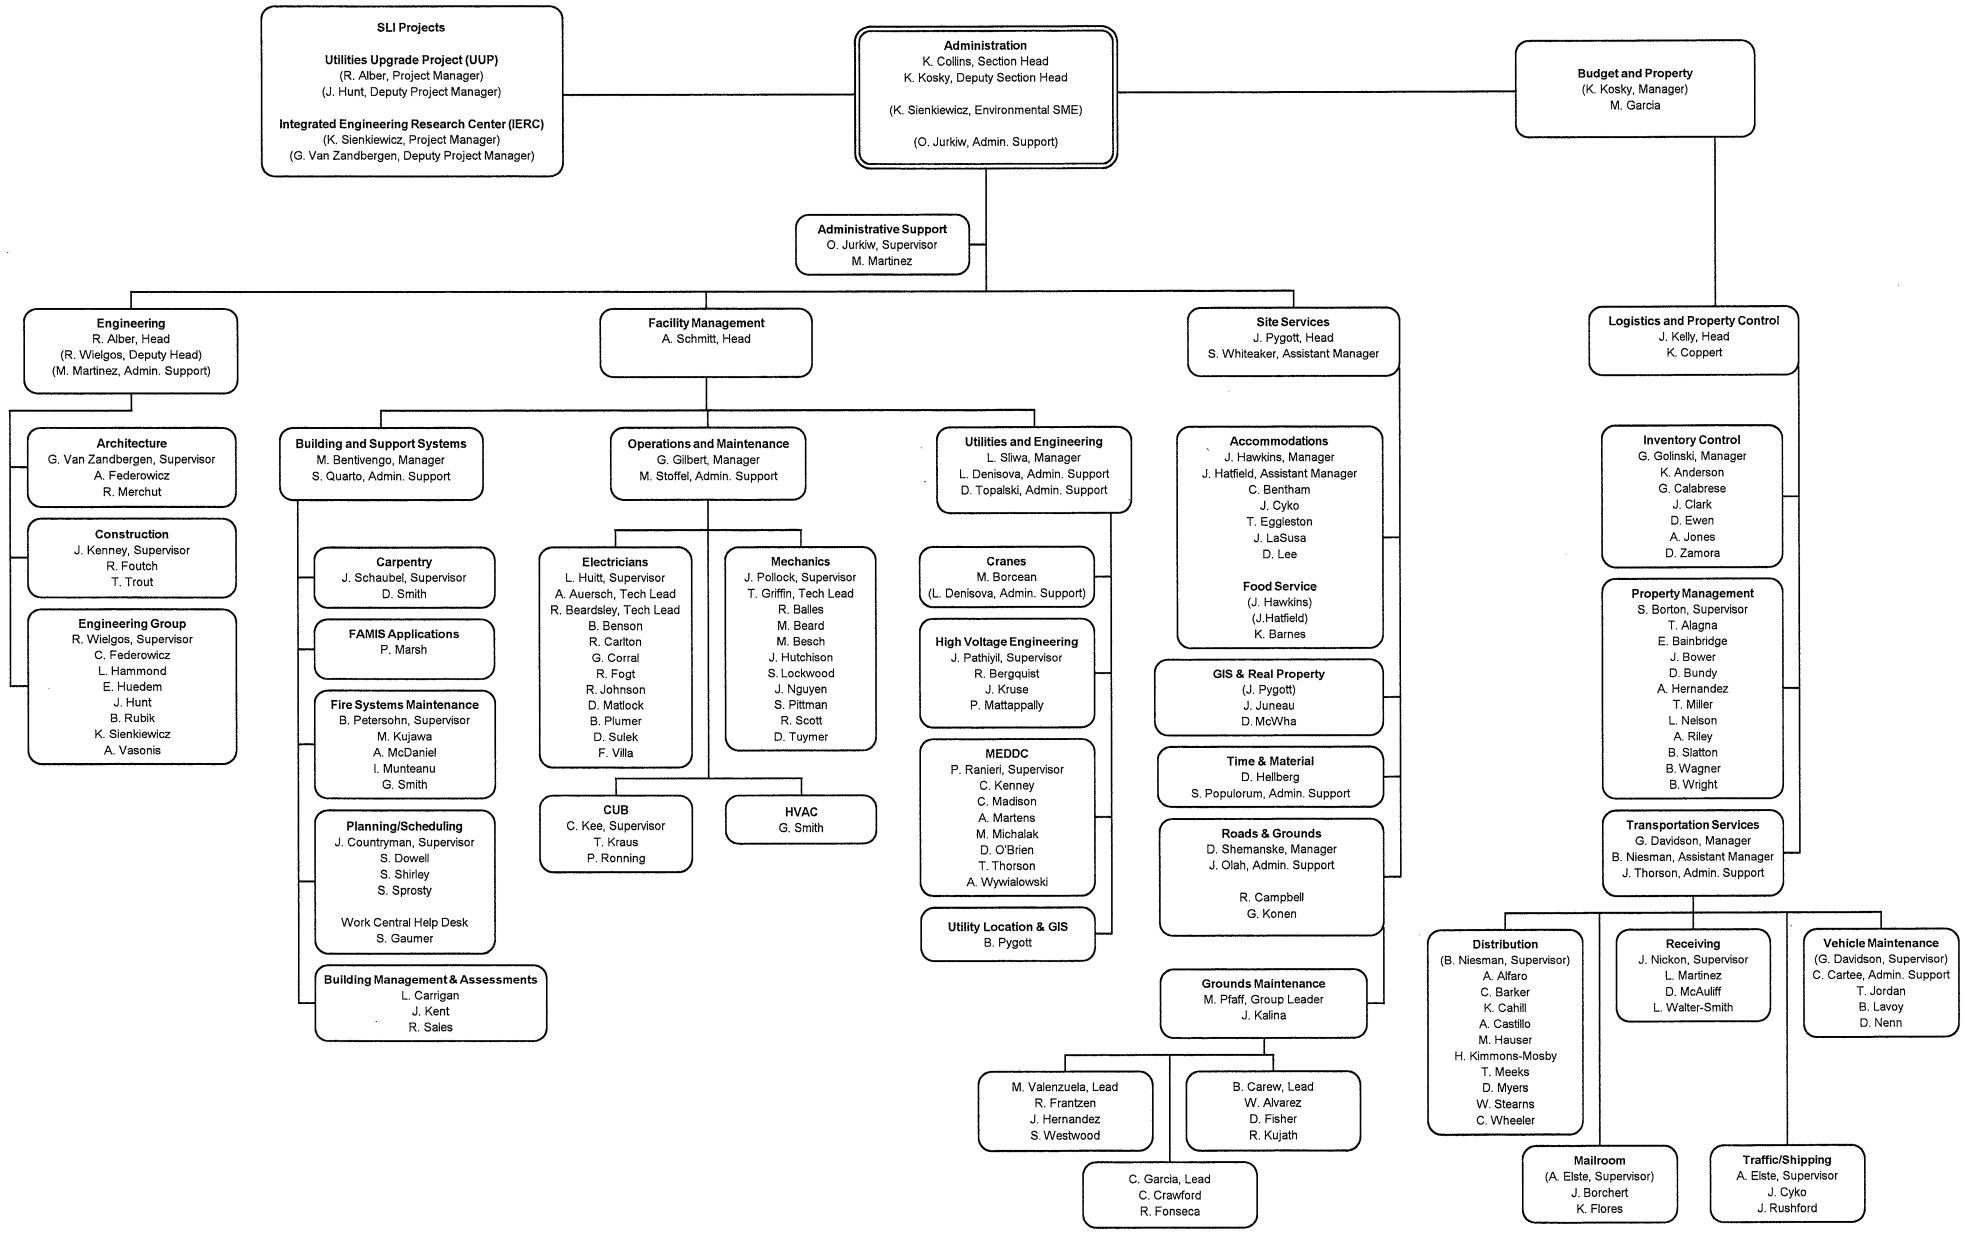 SLI Projects
Utilities Upgrade Project (UUP)
(R. Alber, Project Manager)
(J. Hunt, Deputy Project Manager)
Integrated Engineering Research Center (IERC)
(K. Sienkiewicz, Project Manager)
(G. Van Zandbergen, Deputy Project Manager)
Administration
K. Collins, Section Head
K. Kosky, Deputy Section Head
(K. Sienkiewicz, Environmental SME)
(O. Jurkiw, Admin. Support)
Budget and Property
(K. Kosky, Manager)
M. Garcia
Administrative Support
O. Jurkiw, Supervisor
M. Martinez
Engineering
R. Alber, Head
(R. Wielgos, Deputy Head)
(M. Martinez, Admin. Support)
Architecture
G. Van Zandbergen, Supervisor
A. Federowicz
R. Merchut
Construction
J. Kenney, Supervisor
R. Foutch
T. Trout
Engineering Group
R. Wielgos, Supervisor
C. Federowicz
L. Hammond
E. Huedem
J. Hunt
B. Rubik
K. Sienkiewicz
A. Vasonis
Facility Management
A. Schmitt, Head
Building and Support Systems
M. Bentivengo, Manager
S. Quarto, Admin. Support
Carpentry
J. Schaubel, Supervisor
D. Smith
FAMIS Applications
P. Marsh
Fire Systems Maintenance
B. Petersohn, Supervisor
M. Kujawa
A. McDaniel
I. Munteanu
G. Smith
Planning/Scheduling
J. Countryman, Supervisor
S. Dowell
S. Shirley
S. Sprosty
Work Central Help Desk
S. Gaumer
Building Management & Assessments
L. Carrigan
J. Kent
R. Sales
Operations and Maintenance
G. Gilbert, Manager
M. Stoffel, Admin. Support
Electricians
L. Huitt, Supervisor
A. Auersch, Tech Lead
R. Beardsley, Tech Lead
B. Benson
R. Carlton
G. Corral
R. Fogt
R. Johnson
D. Matlock
B. Plumer
D. Sulek
F. Villa
Mechanics
J. Pollock, Supervisor
T. Griffin, Tech Lead
R. Balles
M. Beard
M. Besch
J. Hutchison
S. Lockwood
J. Nguyen
S. Pittman
R. Scott
D. Tuymer
CUB
C. Kee, Supervisor
T. Kraus
P. Ronning
HVAC
G. Smith
Utilities and Engineering
L. Sliwa, Manager
L. Denisova, Admin. Support
D. Topalski, Admin. Support
Cranes
M. Borcean
(L. Denisova, Admin. Support)
High Voltage Engineering
J. Pathiyil, Supervisor
R. Bergquist
J. Kruse
P. Mattappally
MEDDC
P. Ranieri, Supervisor
C. Kenney
C. Madison
A. Martens
M. Michalak
D. O'Brien
T. Thorson
A. Wywialowski
Utility Location & GIS
B. Pygott
Site Services
J. Pygott, Head
S. Whiteaker, Assistant Manager
Accommodations
J. Hawkins, Manager
J. Hatfield, Assistant Manager
C. Bentham
J. Cyko
T. Eggleston
J. LaSusa
D. Lee
Food Service
(J. Hawkins)
(J.Hatfield)
K. Barnes
GIS & Real Property
(J. Pygott)
J. Juneau
D. McWha
Time & Material
D. Hellberg
S. Populorum, Admin. Support
Roads & Grounds
D. Shemanske, Manager
J. Olah, Admin. Support
R. Campbell
G. Konen
Grounds Maintenance
M. Pfaff, Group Leader
J. Kalina
M. Valenzuela, Lead
R. Frantzen
J. Hernandez
S. Westwood
B. Carew, Lead
W. Alvarez
D. Fisher
R. Kujath
C. Garcia, Lead
C. Crawford
R. Fonseca
Logistics and Property Control
J. Kelly, Head
K. Coppert
Inventory Control
G. Golinski, Manager
K. Anderson
G. Calabrese
J. Clark
D. Ewen
A. Jones
D. Zamora
Property Management
S. Borton, Supervisor
T. Alagna
E. Bainbridge
J. Bower
D. Bundy
A. Hernandez
T. Miller
L. Nelson
A. Riley
B. Slatton
B. Wagner
B. Wright
Transportation Services
G. Davidson, Manager
B. Niesman, Assistant Manager
J. Thorson, Admin. Support
Distribution
(B. Niesman, Supervisor)
A. Alfaro
C. Barker
K. Cahill
A. Castillo
M. Hauser
H. Kimmons-Mosby
T. Meeks
D. Myers
W. Stearns
C. Wheeler
Receiving
J. Nickon, Supervisor
L. Martinez
D. McAuliff
L. Walter-Smith
Vehicle Maintenance
(G. Davidson, Supervisor)
C. Cartee, Admin. Support
T. Jordan
B. Lavoy
D. Nenn
Mailroom
(A. Elste, Supervisor)
J. Borchert
K. Flores
Traffic/Shipping
A. Elste, Supervisor
J. Cyko
J. Rushford